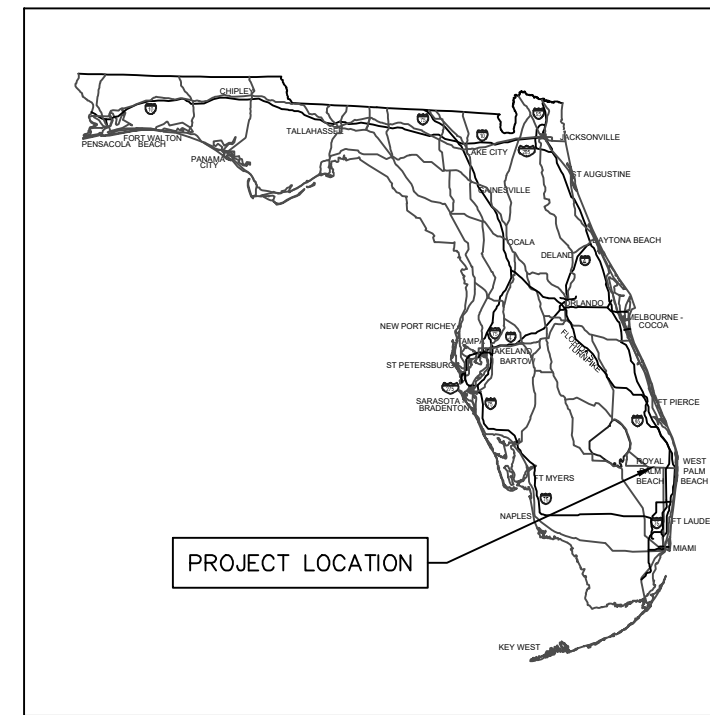 CHIPLEY
TALLAHASSEE
PENSACOLA
FORT WALTON
BEACH
PANAMA
CITY
LAKE CITY
JACKSONVILLE
ST AUGUSTINE
GAINESVILLE
OCALA
DAYTONA BEACH
DELAND
ORLANDO
MELBOURNE -
COCOA
NEW PORT RICHEY
TAMPA
LAKELAND
BARTOW
FLORIDA'S
TURNPIKE
ST PETERSBURG
SARASOTA
BRADENTON
FT PIERCE
ROYAL
PALM
BEACH
WEST
PALM
BEACH
FT MYERS
NAPLES
FT LAUDE
MIAMI
PROJECT LOCATION
KEY WEST